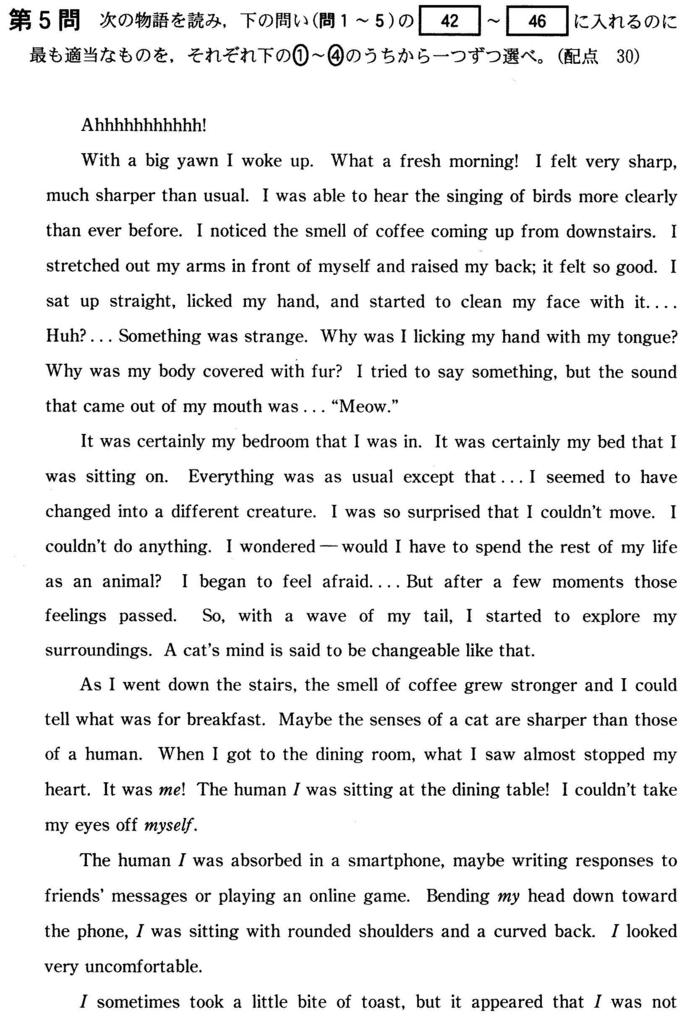 第5問 次の物語を読み，下の問い(問1～5)の 42 ～ 46 に入れるのに
最も適当なものを，それぞれ下の①～④のうちから一つずつ選べ。(配点 30)
Ahhhhhhhhhhh!
With a big yawn I woke up. What a fresh morning! I felt very sharp,
much sharper than usual. I was able to hear the singing of birds more clearly
than ever before. I noticed the smell of coffee coming up from downstairs. I
stretched out my arms in front of myself and raised my back; it felt so good. I
sat up straight, licked my hand, and started to clean my face with it....
Huh?... Something was strange. Why was I licking my hand with my tongue?
Why was my body covered with fur? I tried to say something, but the sound
that came out of my mouth was... “Meow.”
It was certainly my bedroom that I was in. It was certainly my bed that I
was sitting on. Everything was as usual except that... I seemed to have
changed into a different creature. I was so surprised that I couldn’t move. I
couldn’t do anything. I wondered — would I have to spend the rest of my life
as an animal? I began to feel afraid.... But after a few moments those
feelings passed. So, with a wave of my tail, I started to explore my
surroundings. A cat’s mind is said to be changeable like that.
As I went down the stairs, the smell of coffee grew stronger and I could
tell what was for breakfast. Maybe the senses of a cat are sharper than those
of a human. When I got to the dining room, what I saw almost stopped my
heart. It was me! The human I was sitting at the dining table! I couldn’t take
my eyes off myself.
The human I was absorbed in a smartphone, maybe writing responses to
friends’ messages or playing an online game. Bending my head down toward
the phone, I was sitting with rounded shoulders and a curved back. I looked
very uncomfortable.
I sometimes took a little bite of toast, but it appeared that I was not